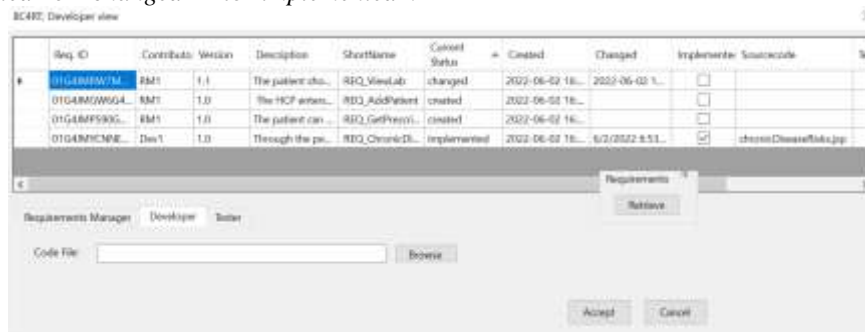 BC4RT; Developer view
Req. ID Contributo Version Description ShortName Current Status Created Changed Implementer Sourcecode
RM1 1.1 The patient cho... REQ_ViewLab changed 2022-06-02 16:... 2022-06-02 1...
RM1 1.0 The HCP enters... REQ_AddPatient created 2022-06-02 16:...
RM1 1.0 The patient can ... created 2022-06-02 16:...
Dev1 1.0 Through the pe... REQ_ChronicDi... implemented 2022-06-02 16:... 6/2/2022 8:53... chronicDiseaseRisks.jsp
Requirements
Retrieve
Requirements Manager Developer Tester
Code File: Browse
Accept Cancel